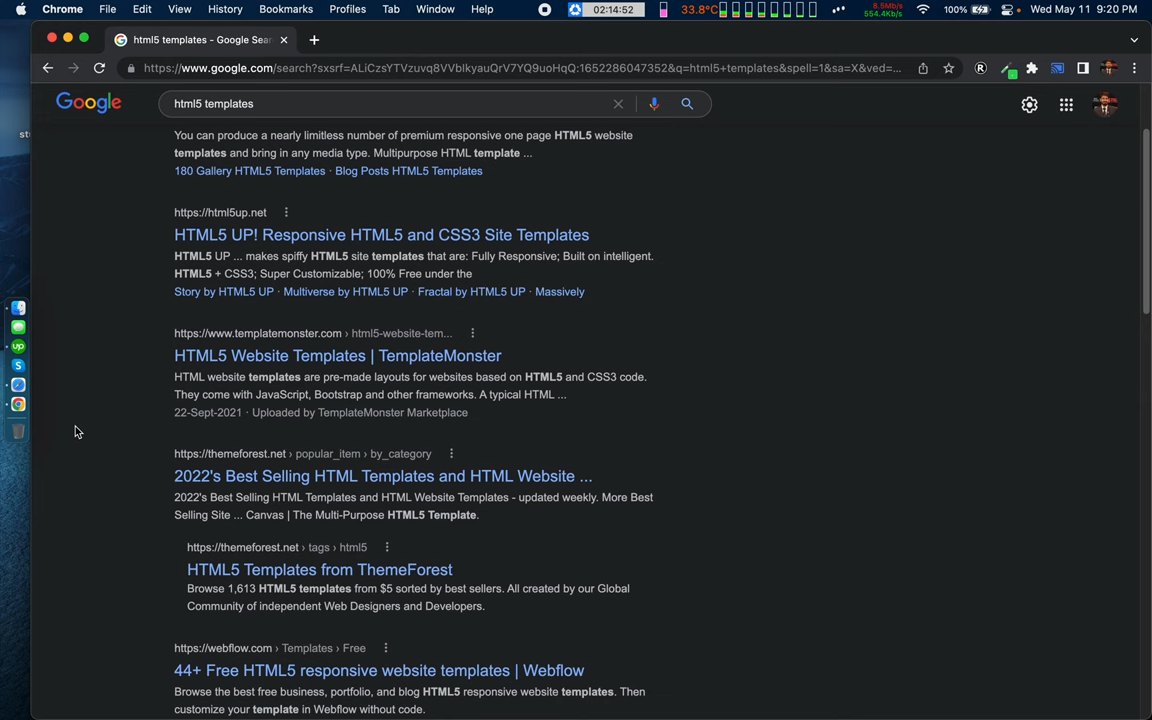 Chrome File Edit View History Bookmarks Profiles Tab Window Help 02:14:52 33.8°C 8.5Mb/s 554.4Kb/s 100% Wed May 11 9:20 PM
html5 templates - Google Sear
https://www.google.com/search?sxsrf=ALiCzsYTVzuvq8VVblkyauQrV7YQ9uoHqQ:1652286047352&q=html5+templates&spell=1&sa=X&ved=...
Google html5 templates
You can produce a nearly limitless number of premium responsive one page HTML5 website
templates and bring in any media type. Multipurpose HTML template ...
180 Gallery HTML5 Templates · Blog Posts HTML5 Templates
https://html5up.net
HTML5 UP! Responsive HTML5 and CSS3 Site Templates
HTML5 UP ... makes spiffy HTML5 site templates that are: Fully Responsive; Built on intelligent.
HTML5 + CSS3; Super Customizable; 100% Free under the
Story by HTML5 UP · Multiverse by HTML5 UP · Fractal by HTML5 UP · Massively
https://www.templatemonster.com › html5-website-tem...
HTML5 Website Templates | TemplateMonster
HTML website templates are pre-made layouts for websites based on HTML5 and CSS3 code.
They come with JavaScript, Bootstrap and other frameworks. A typical HTML ...
22-Sept-2021 · Uploaded by TemplateMonster Marketplace
https://themeforest.net › popular_item › by_category
2022's Best Selling HTML Templates and HTML Website ...
2022's Best Selling HTML Templates and HTML Website Templates - updated weekly. More Best
Selling Site ... Canvas | The Multi-Purpose HTML5 Template.
https://themeforest.net › tags › html5
HTML5 Templates from ThemeForest
Browse 1,613 HTML5 templates from $5 sorted by best sellers. All created by our Global
Community of independent Web Designers and Developers.
https://webflow.com › Templates › Free
44+ Free HTML5 responsive website templates | Webflow
Browse the best free business, portfolio, and blog HTML5 responsive website templates. Then
customize your template in Webflow without code.